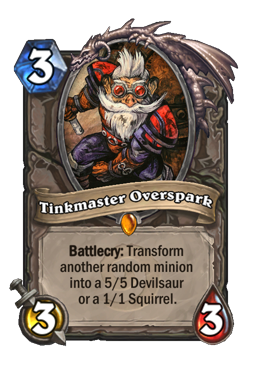 3
Tinkmaster Overspark
Battlecry: Transform
another random minion
into a 5/5 Devilsaur
or a 1/1 Squirrel.
3
3